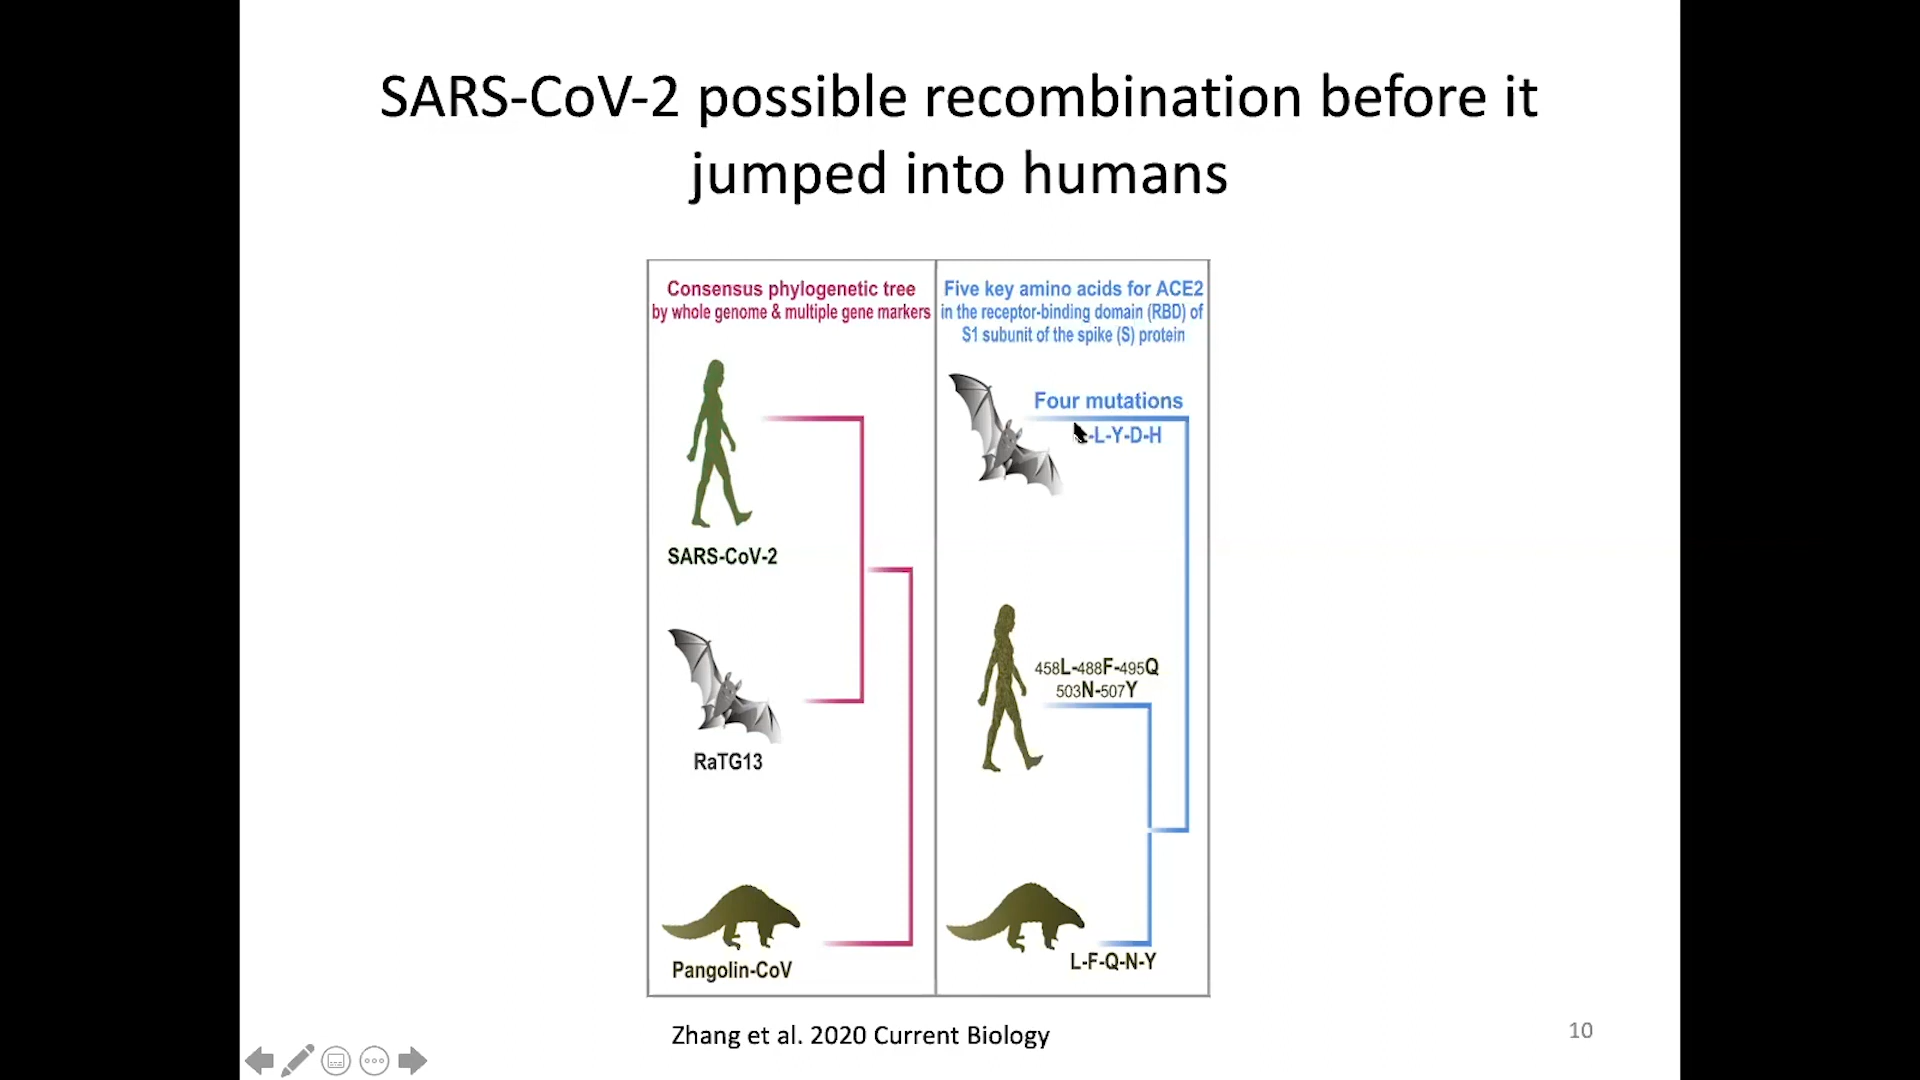 SARS-CoV-2 possible recombination before it
jumped into humans
Consensus phylogenetic tree
by whole genome & multiple gene markers
SARS-CoV-2
RaTG13
Pangolin-CoV
Five key amino acids for ACE2
in the receptor-binding domain (RBD) of
S1 subunit of the spike (S) protein
Four mutations
-L-Y-D-H
458L-488F-495Q
503N-507Y
L-F-Q-N-Y
Zhang et al. 2020 Current Biology
10